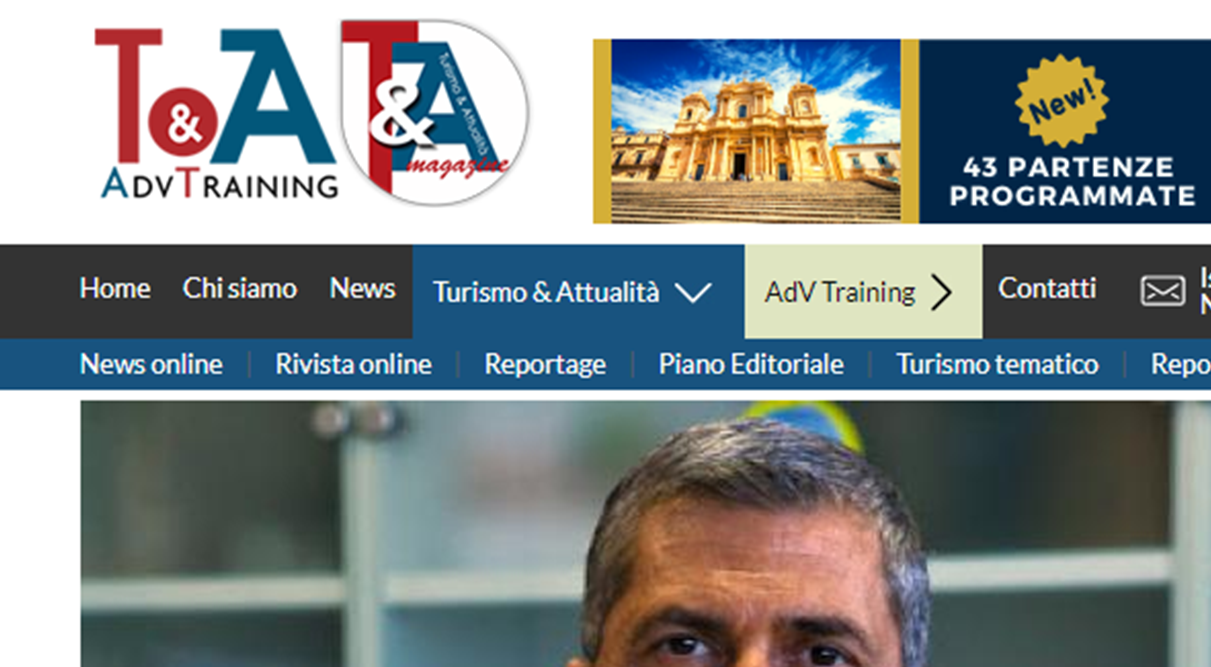 T&A
ADVTRAINING
T&A
Turismo & Attualità
magazine
New!
43 PARTENZE
PROGRAMMATE
Home
Chi siamo
News
Turismo & Attualità
AdV Training
Contatti
News online
Rivista online
Reportage
Piano Editoriale
Turismo tematico
Repo